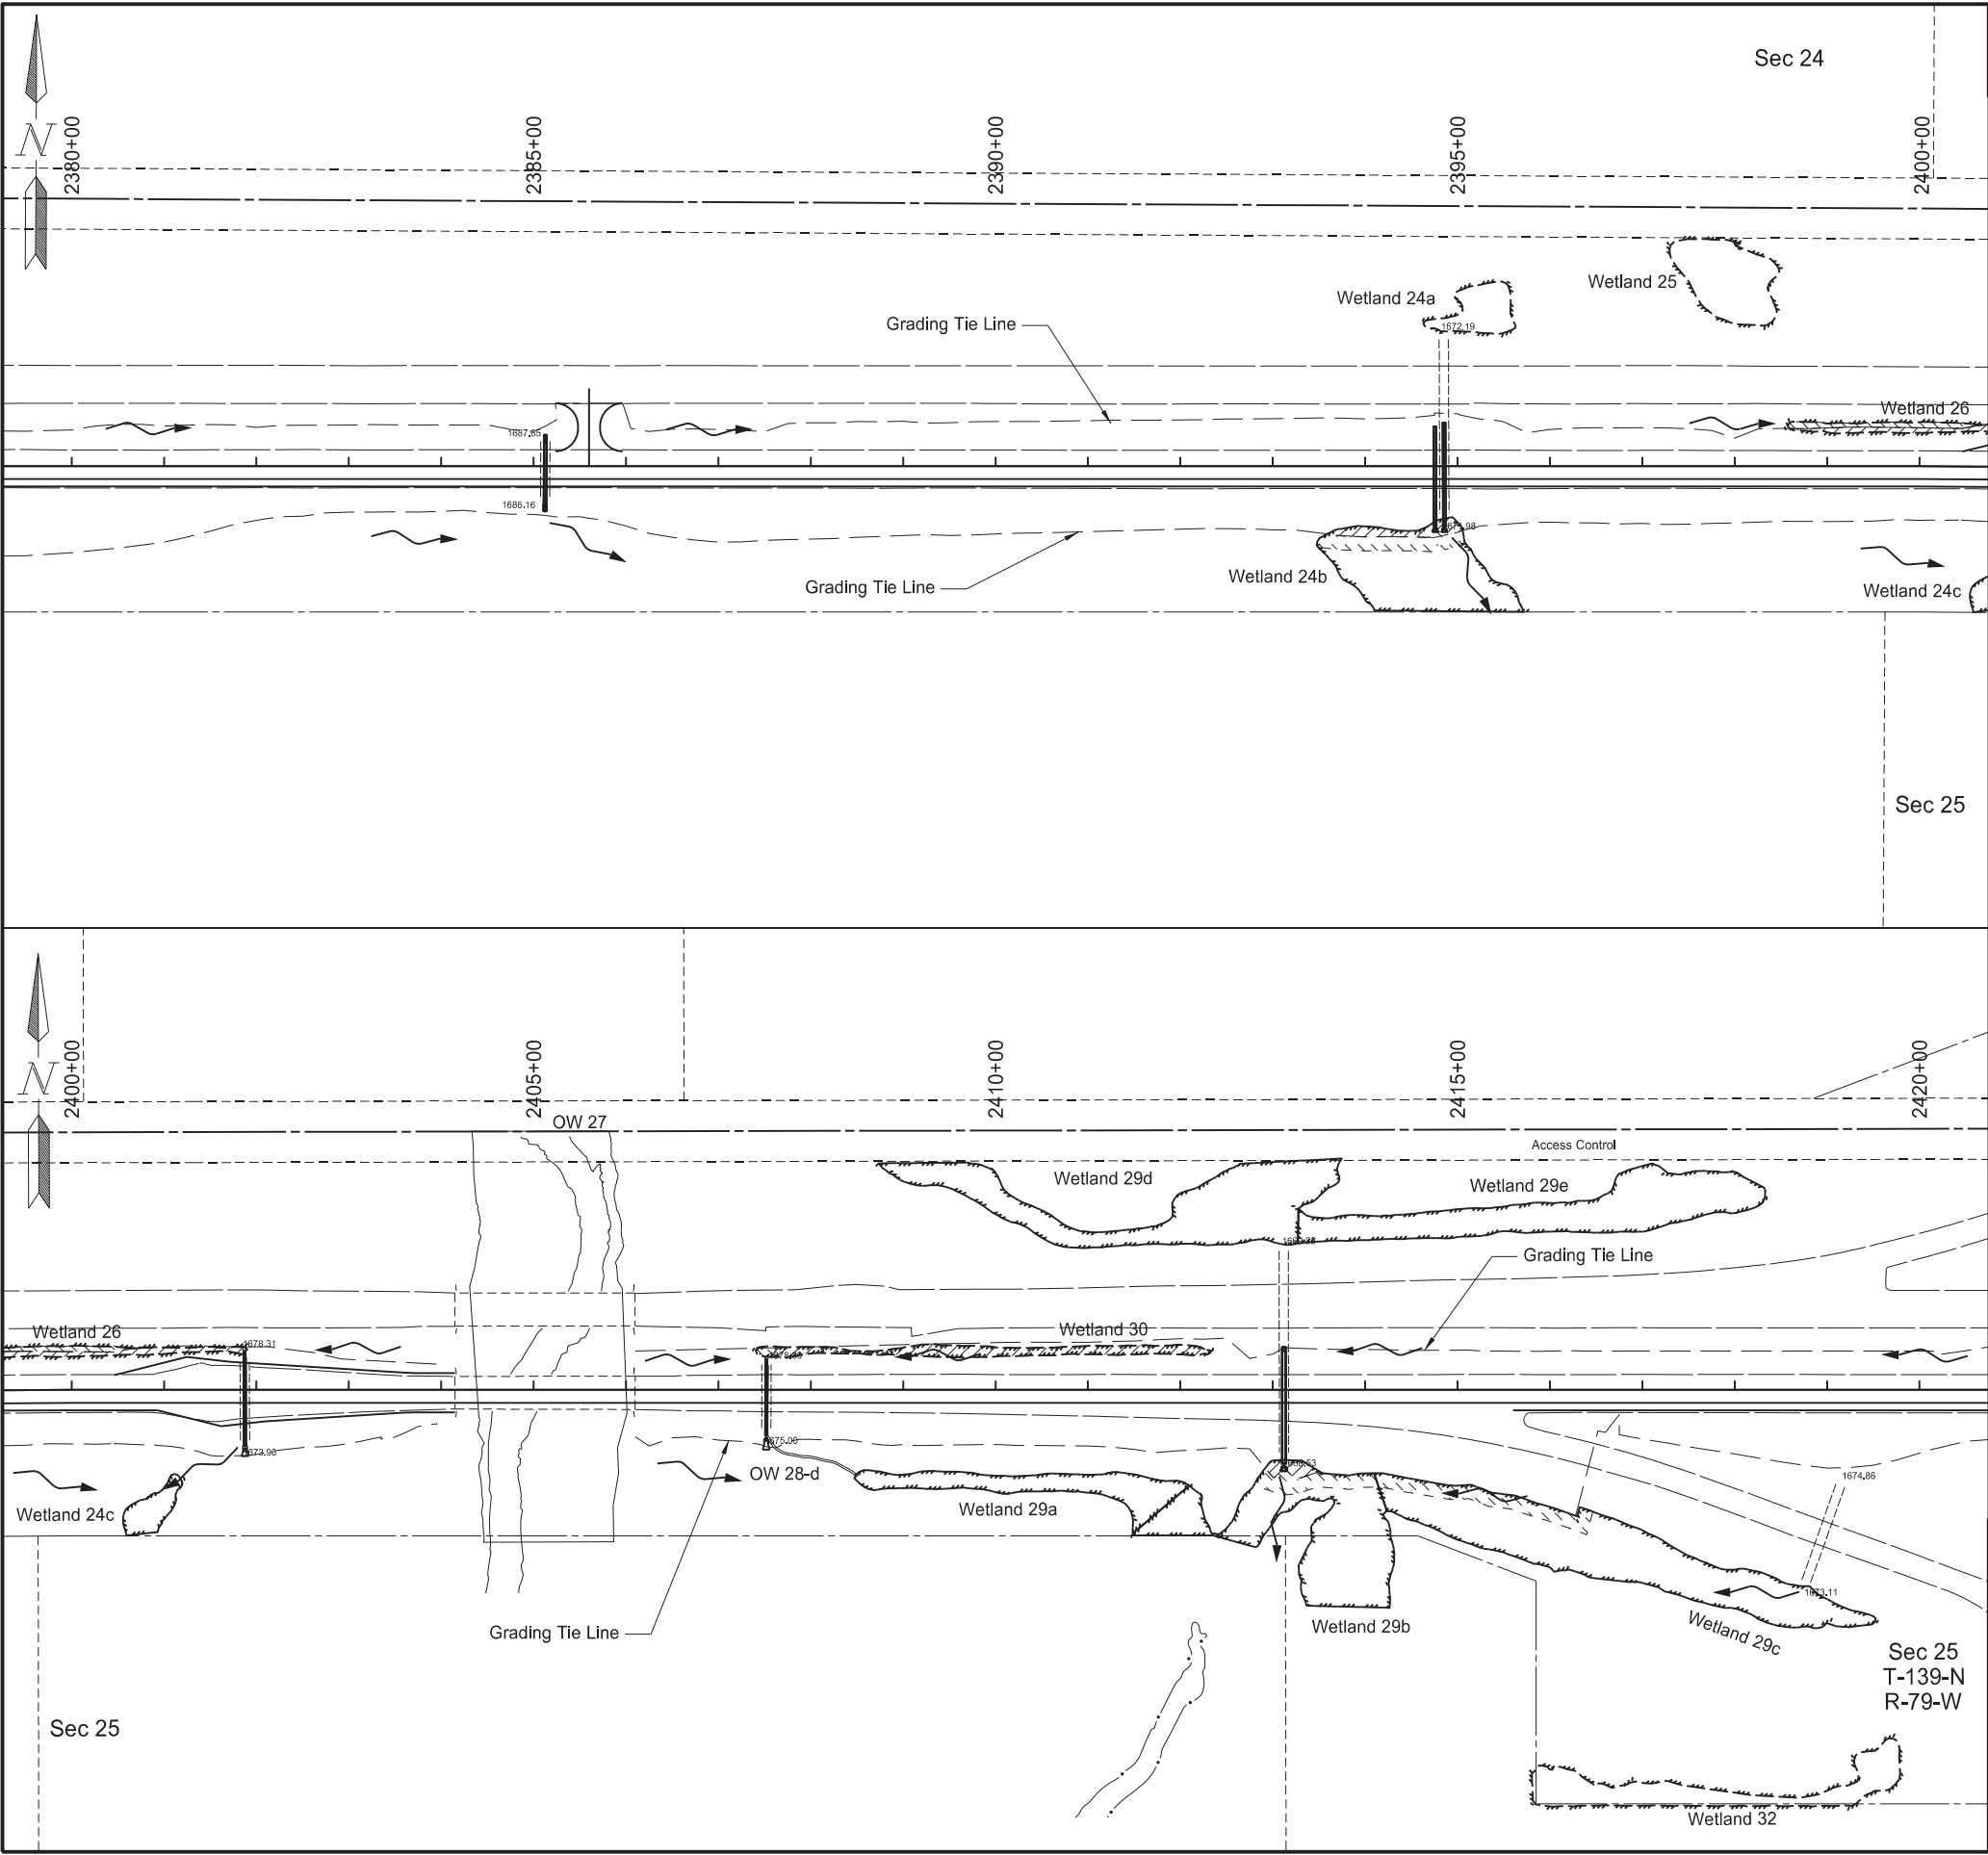 Sec 24
N
2380+00
2385+00
2390+00
2395+00
2400+00
Wetland 25
Wetland 24a
1672.19
Grading Tie Line
Wetland 26
1687.65
1686.16
Wetland 24b
Grading Tie Line
Wetland 24c
Sec 25
N
2400+00
2405+00
2410+00
2415+00
2420+00
OW 27
Access Control
Wetland 29d
Wetland 29e
Grading Tie Line
Wetland 26
1678.31
Wetland 30
1673.96
1675.00
OW 28-d
Wetland 24c
Wetland 29a
1674.86
1673.11
Grading Tie Line
Wetland 29b
Wetland 29c
Sec 25
T-139-N
R-79-W
Sec 25
Wetland 32